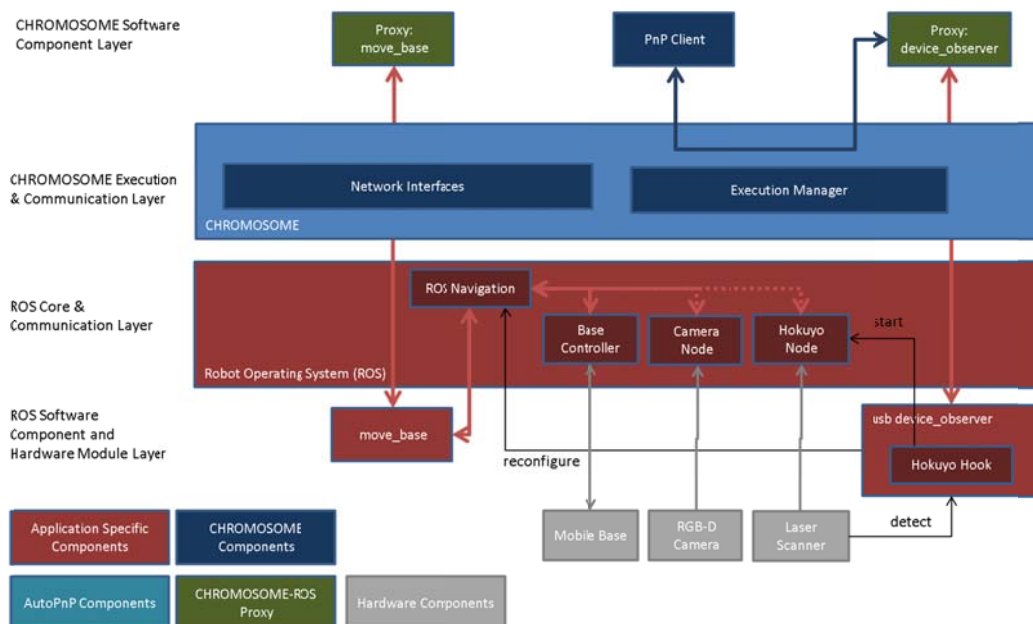 CHROMOSOME Software
Component Layer
Proxy:
move_base
PnP Client
Proxy:
device_observer
CHROMOSOME Execution
& Communication Layer
Network Interfaces
Execution Manager
CHROMOSOME
ROS Core &
Communication Layer
ROS Navigation
Base
Controller
Camera
Node
Hokuyo
Node
start
Robot Operating System (ROS)
ROS Software
Component and
Hardware Module Layer
move_base
usb device_observer
reconfigure
Hokuyo Hook
Application Specific
Components
CHROMOSOME
Components
Mobile Base
RGB-D
Camera
Laser
Scanner
detect
AutoPnP Components
CHROMOSOME-ROS
Proxy
Hardware Components